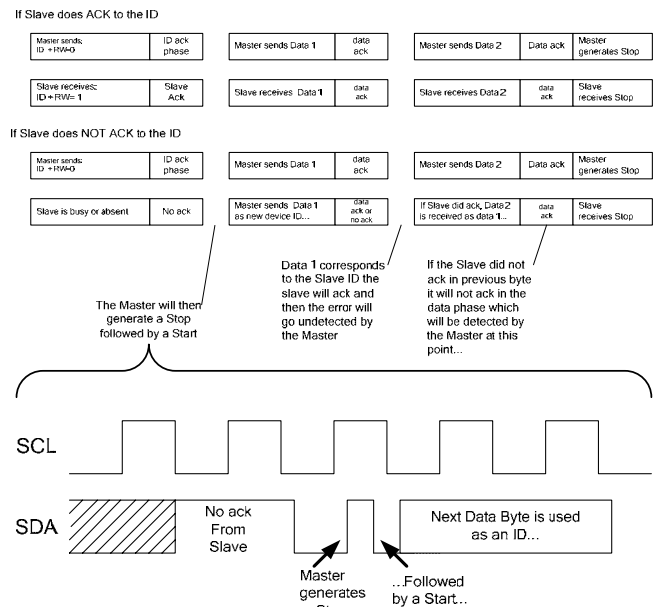 If Slave does ACK to the ID
Master sends:
ID +RW=0
ID ack
phase
Master sends Data 1
data
ack
Master sends Data 2
Data ack
Master
generates Stop
Slave receives:
ID+RW= 1
Slave
Ack
Slave receives Data 1
data
ack
Slave receives Data 2
data
ack
Slave
receives Stop
If Slave does NOT ACK to the ID
Master sends:
ID +RW=0
ID ack
phase
Master sends Data 1
data
ack
Master sends Data 2
Data ack
Master
generates Stop
Slave is busy or absent
No ack
Master sends Data 1
as new device ID...
data
ack or
no ack
If Slave did ack, Data 2
is received as data 1...
data
ack
Slave
receives Stop
The Master will then
generate a Stop
followed by a Start
Data 1 corresponds
to the Slave ID the
slave will ack and
then the error will
go undetected by
the Master
If the Slave did not
ack in previous byte
it will not ack in the
data phase which
will be detected by
the Master at this
point...
SCL
SDA
No ack
From
Slave
Next Data Byte is used
as an ID...
Master
generates
...Followed
by a Start...